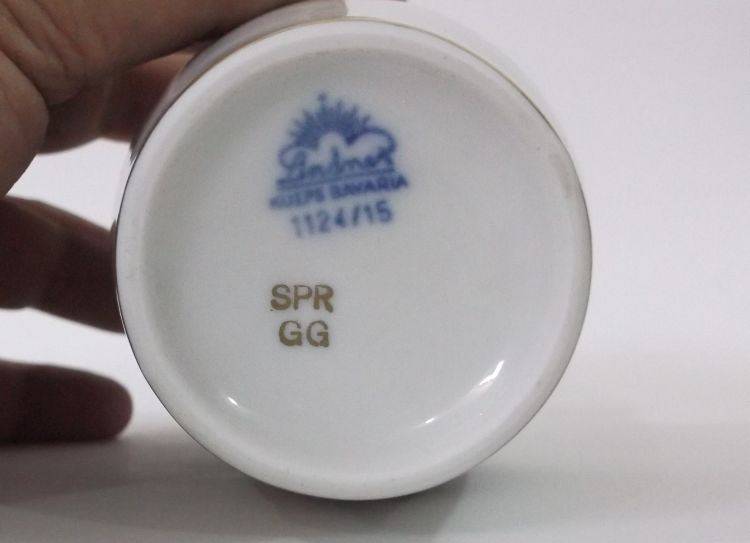 Lindner
KUEPS BAVARIA
1124/15
SPR
GG